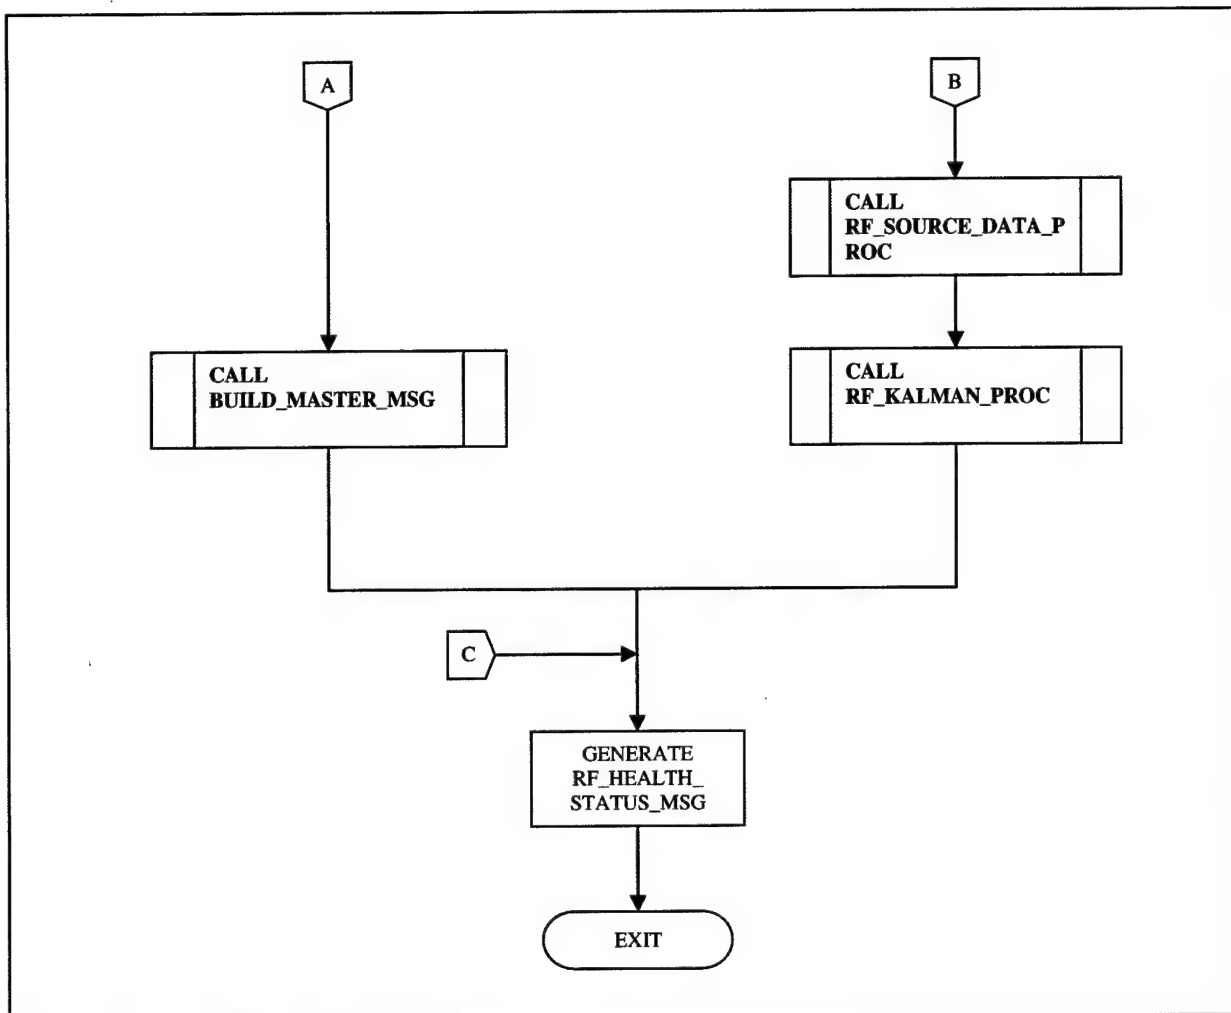 A
B
CALL
RF_SOURCE_DATA_P
ROC
CALL
BUILD_MASTER_MSG
CALL
RF_KALMAN_PROC
C
GENERATE
RF_HEALTH_
STATUS_MSG
EXIT